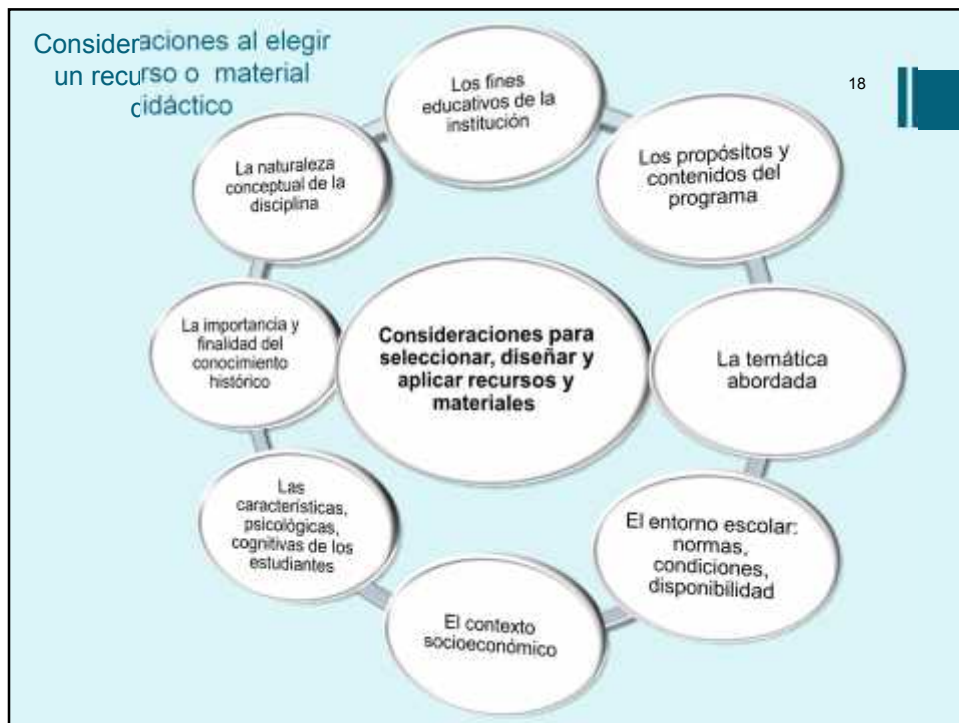 Consideraciones al elegir
un recurso o material
didáctico
18
Los fines
educativos de la
institución
Los propósitos y
contenidos del
programa
La temática
abordada
El entorno escolar:
normas,
condiciones,
disponibilidad
El contexto
socioeconómico
Las
características,
psicológicas,
cognitivas de los
estudiantes
La importancia y
finalidad del
conocimiento
histórico
La naturaleza
conceptual de la
disciplina
Consideraciones para
seleccionar, diseñar y
aplicar recursos y
materiales